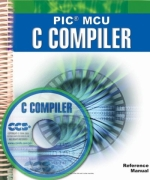 PIC® MCU
C COMPILER
C COMPILER
CCS
Reference
Manual